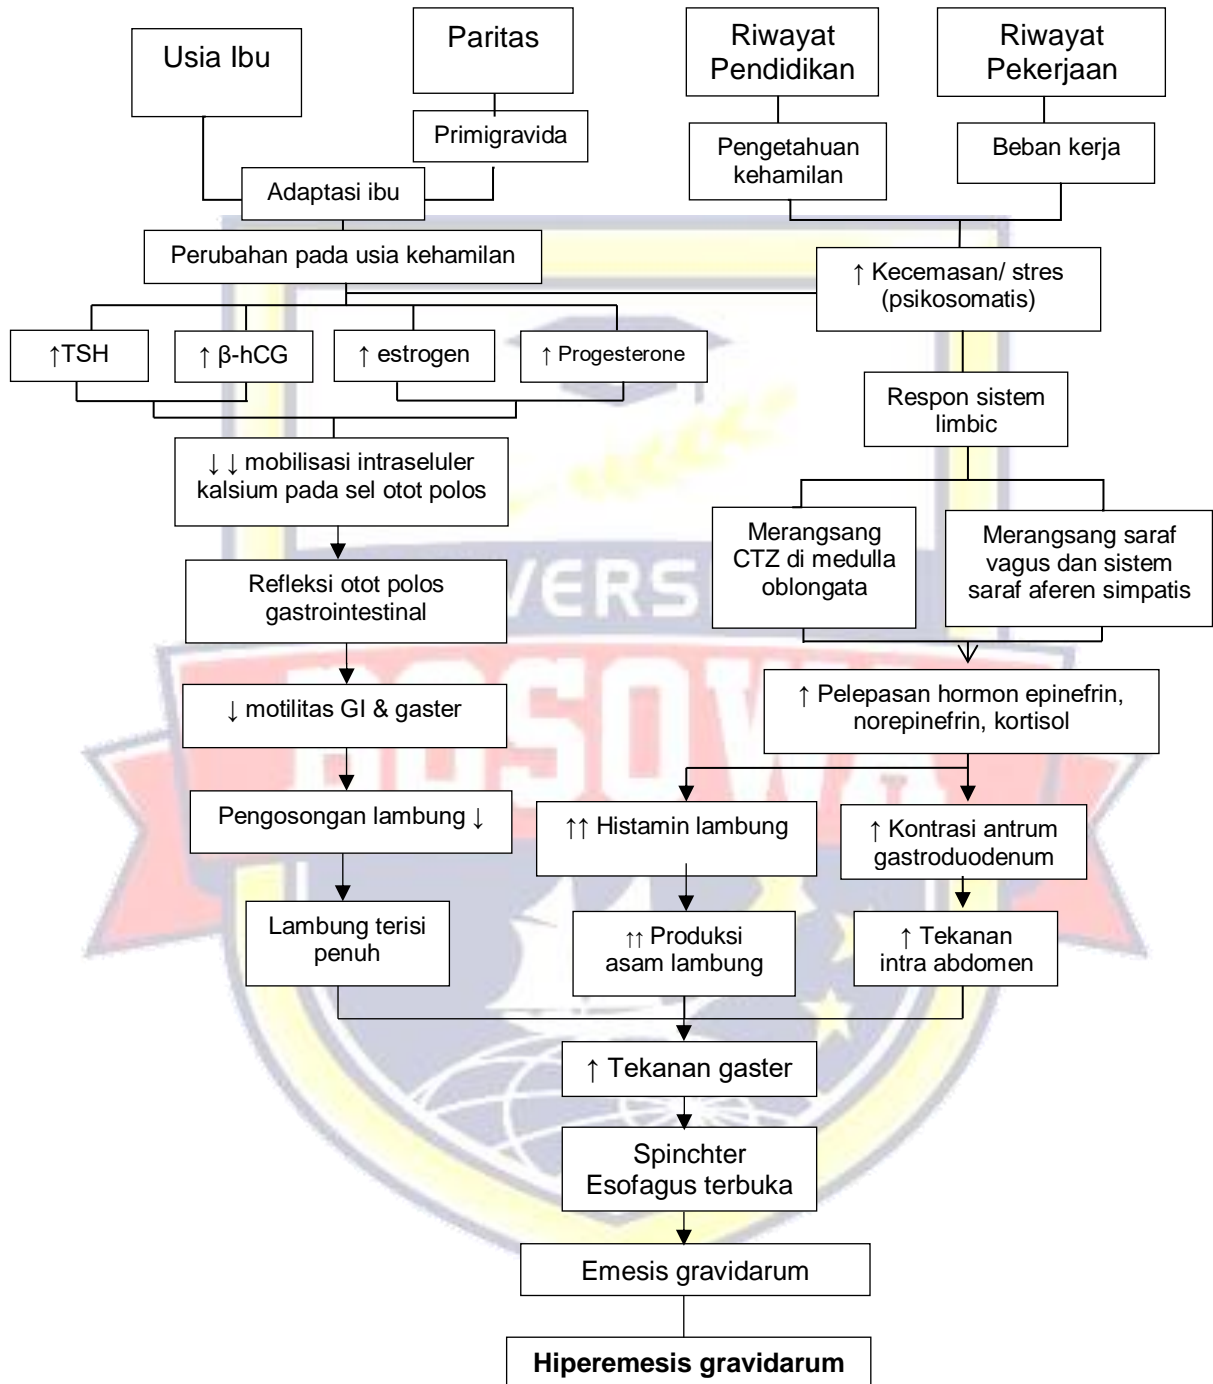 Usia Ibu
Paritas
Riwayat
Pendidikan
Riwayat
Pekerjaan
Primigravida
Pengetahuan
kehamilan
Beban kerja
Adaptasi ibu
Perubahan pada usia kehamilan
↑ Kecemasan/ stres
(psikosomatis)
↑TSH
↑ β-hCG
↑ estrogen
↑ Progesterone
Respon sistem
limbic
↓ ↓ mobilisasi intraseluler
kalsium pada sel otot polos
Merangsang
CTZ di medulla
oblongata
Merangsang saraf
vagus dan sistem
saraf aferen simpatis
Refleksi otot polos
gastrointestinal
VERS
BOSOWA
↓ motilitas GI & gaster
↑ Pelepasan hormon epinefrin,
norepinefrin, kortisol
Pengosongan lambung ↓
↑↑ Histamin lambung
↑ Kontrasi antrum
gastroduodenum
Lambung terisi
penuh
↑↑ Produksi
asam lambung
↑ Tekanan
intra abdomen
↑ Tekanan gaster
Spinchter
Esofagus terbuka
Emesis gravidarum
Hiperemesis gravidarum